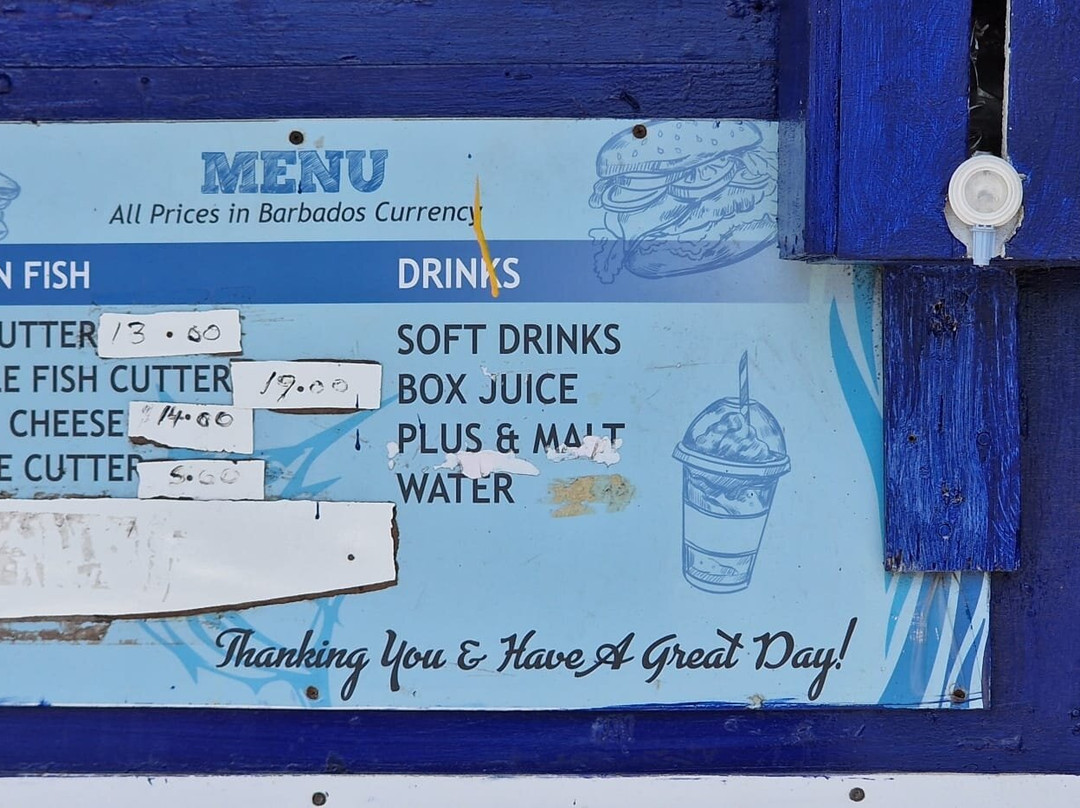 MENU
All Prices in Barbados Currency
N FISH
DRINKS
UTTER 13.00
E FISH CUTTER 19.00
CHEESE 14.00
E CUTTER 5.00
SOFT DRINKS
BOX JUICE
PLUS & MALT
WATER
Thanking You & Have A Great Day!